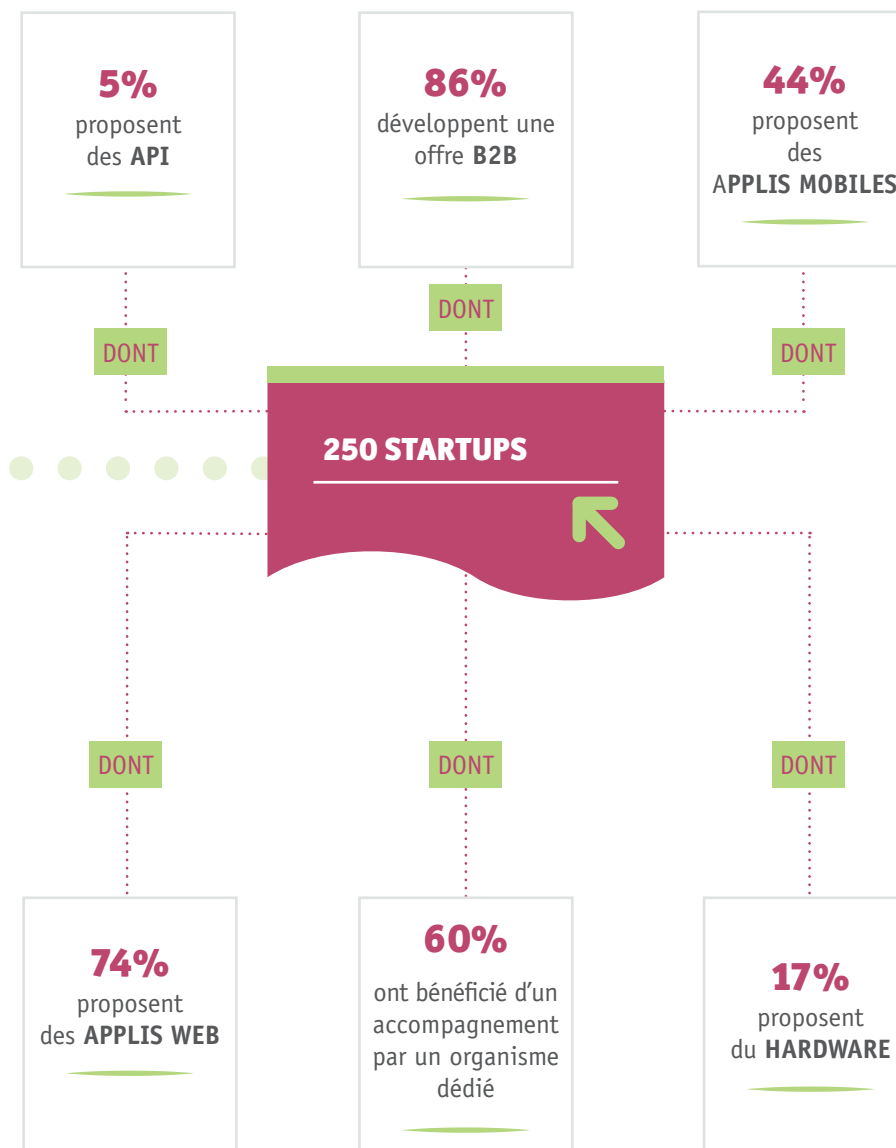 5%
proposent
des API
86%
développent une
offre B2B
44%
proposent
des
APPLIS MOBILES
DONT
DONT
DONT
250 STARTUPS
DONT
DONT
DONT
74%
proposent
des APPLIS WEB
60%
ont bénéficié d'un
accompagnement
par un organisme
dédié
17%
proposent
du HARDWARE